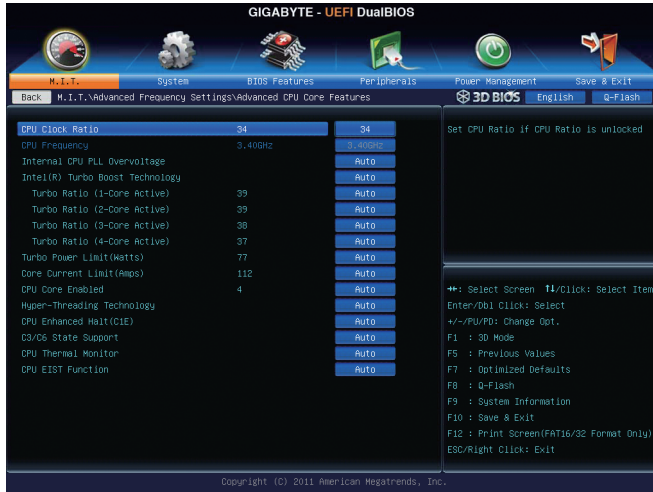 GIGABYTE - UEFI DualBIOS
M.I.T. System BIOS Features Peripherals Power Management Save & Exit
Back M.I.T.\Advanced Frequency Settings\Advanced CPU Core Features 3D BIOS English Q-Flash
CPU Clock Ratio 34 34
CPU Frequency 3.40GHz 3.40GHz
Internal CPU PLL Overvoltage Auto
Intel(R) Turbo Boost Technology Auto
Turbo Ratio (1-Core Active) 39 Auto
Turbo Ratio (2-Core Active) 39 Auto
Turbo Ratio (3-Core Active) 38 Auto
Turbo Ratio (4-Core Active) 37 Auto
Turbo Power Limit(Watts) 77 Auto
Core Current Limit(Amps) 112 Auto
CPU Core Enabled 4 Auto
Hyper-Threading Technology Auto
CPU Enhanced Halt(C1E) Auto
C3/C6 State Support Auto
CPU Thermal Monitor Auto
CPU EIST Function Auto
Set CPU Ratio if CPU Ratio is unlocked
→←: Select Screen ↑↓/Click: Select Item
Enter/Dbl Click: Select
+/-/PU/PD: Change Opt.
F1 : 3D Mode
F5 : Previous Values
F7 : Optimized Defaults
F8 : Q-Flash
F9 : System Information
F10 : Save & Exit
F12 : Print Screen(FAT16/32 Format Only)
ESC/Right Click: Exit
Copyright (C) 2011 American Megatrends, Inc.